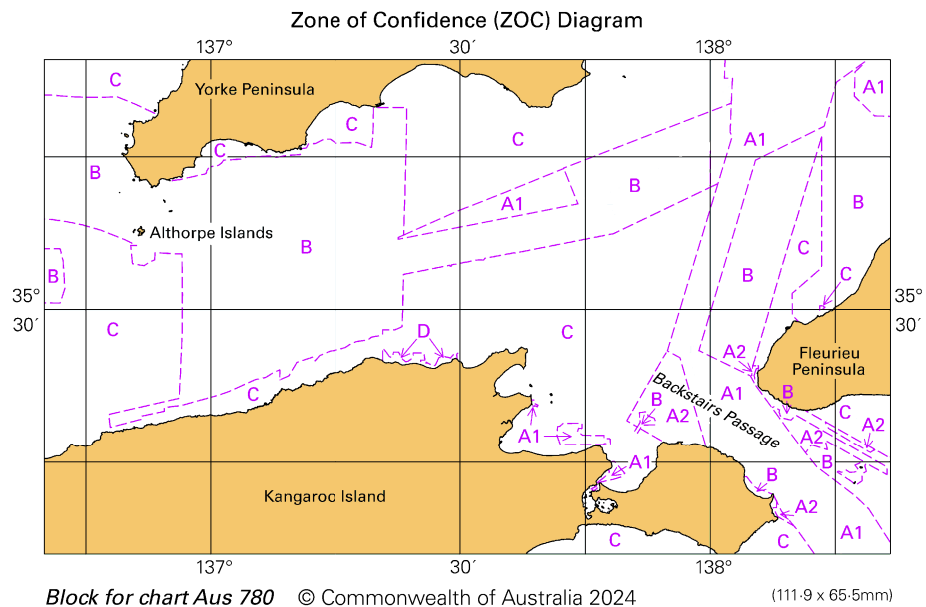 Zone of Confidence (ZOC) Diagram
137° 30´ 138°
C
A1
Yorke Peninsula
C
C
A1
C
B
B
A1
B
Althorpe Islands
B
C
B
B
C
35° 35°
30´ 30´
C
D
C
A2
Fleurieu
Peninsula
C
Backstairs Passage
A1
B
B
A2
C
A2
A1
A2
B
A1
B
Kangaroc Island
A2
A1
C
C
137° 30´ 138°
Block for chart Aus 780 © Commonwealth of Australia 2024 (111·9 x 65·5mm)